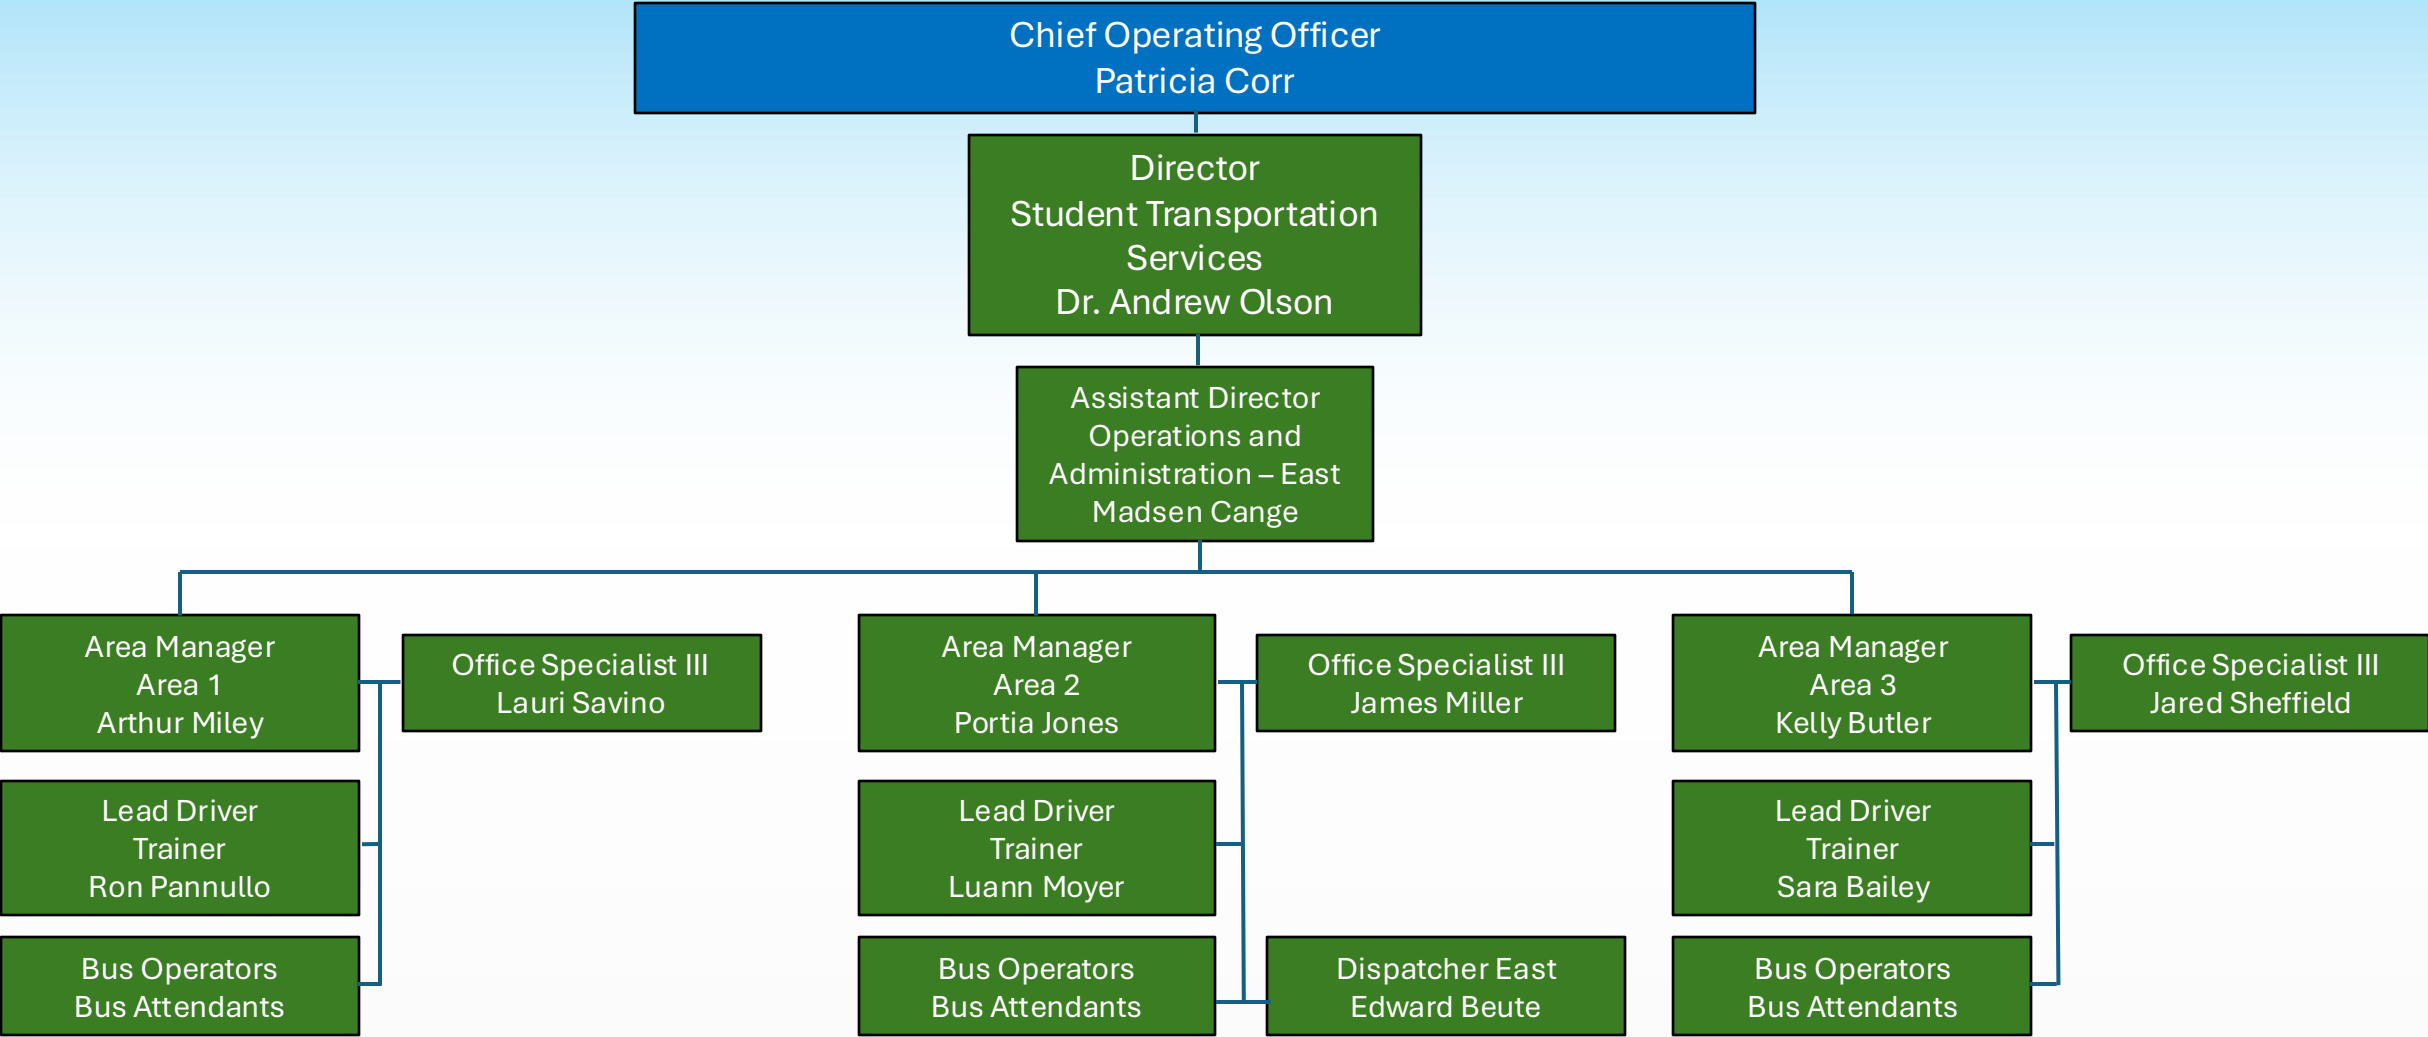 Chief Operating Officer
Patricia Corr
Director
Student Transportation
Services
Dr. Andrew Olson
Assistant Director
Operations and
Administration – East
Madsen Cange
Area Manager
Area 1
Arthur Miley
Office Specialist III
Lauri Savino
Lead Driver
Trainer
Ron Pannullo
Bus Operators
Bus Attendants
Area Manager
Area 2
Portia Jones
Office Specialist III
James Miller
Lead Driver
Trainer
Luann Moyer
Bus Operators
Bus Attendants
Dispatcher East
Edward Beute
Area Manager
Area 3
Kelly Butler
Office Specialist III
Jared Sheffield
Lead Driver
Trainer
Sara Bailey
Bus Operators
Bus Attendants